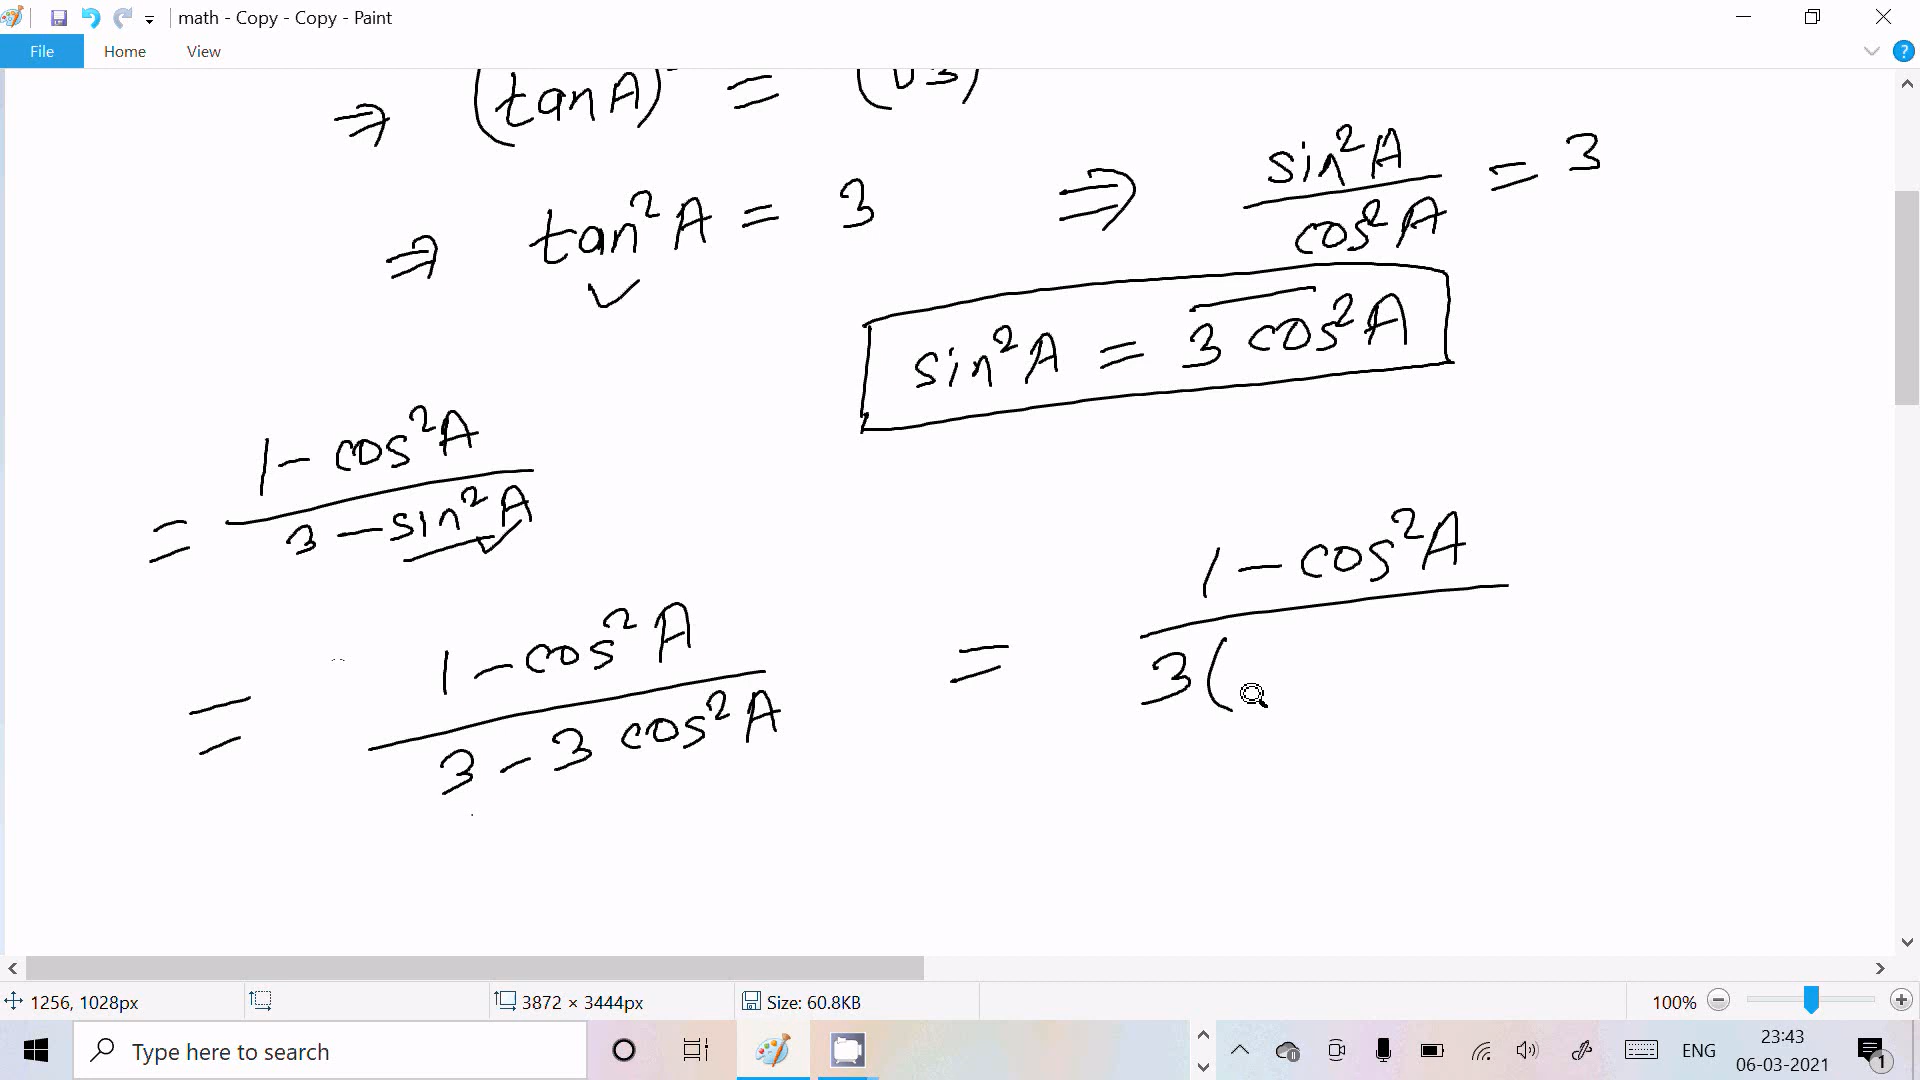 math - Copy - Copy - Paint
File Home View
⇒ (tanA) = (√3)
⇒ tan²A = 3 ⇒ sin²A / cos²A = 3
sin²A = 3 cos²A
= 1 - cos²A / 3 - sin²A
= 1 - cos²A / 3 - 3 cos²A = 1 - cos²A / 3(
1256, 1028px 3872 × 3444px Size: 60.8KB 100%
Type here to search ENG 23:43
06-03-2021 1